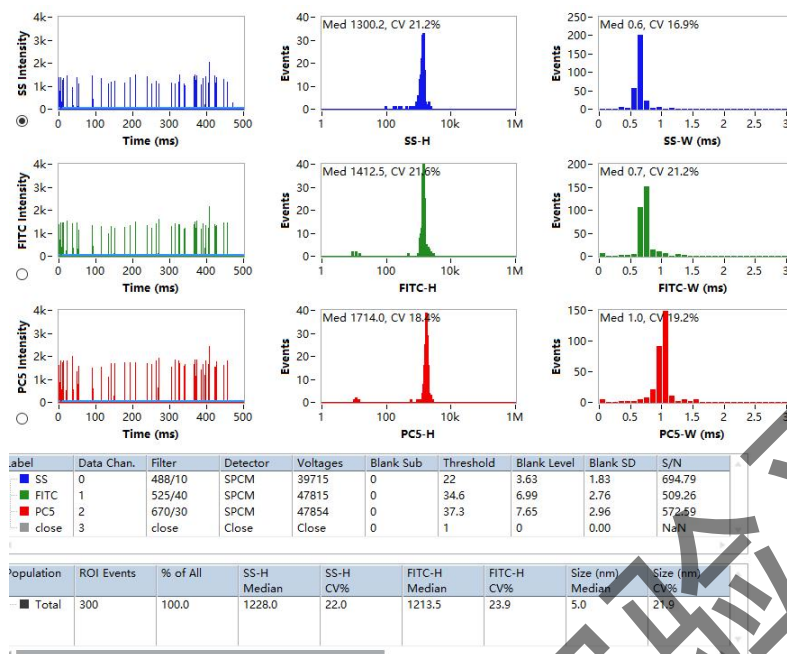 4k
3k
2k
1k
0
SS Intensity
0 100 200 300 400 500
Time (ms)
Med 1300.2, CV 21.2%
40
30
20
10
0
Events
1 100 10k 1M
SS-H
Med 0.6, CV 16.9%
250
200
150
100
50
0
Events
0 0.5 1 1.5 2 2.5 3
SS-W (ms)
4k
3k
2k
1k
0
FITC Intensity
0 100 200 300 400 500
Time (ms)
Med 1412.5, CV 21.6%
40
30
20
10
0
Events
1 100 10k 1M
FITC-H
Med 0.7, CV 21.2%
200
150
100
50
0
Events
0 0.5 1 1.5 2 2.5 3
FITC-W (ms)
4k
3k
2k
1k
0
PC5 Intensity
0 100 200 300 400 500
Time (ms)
Med 1714.0, CV 18.4%
40
30
20
10
0
Events
1 100 10k 1M
PC5-H
Med 1.0, CV 19.2%
150
100
50
0
Events
0 0.5 1 1.5 2 2.5 3
PC5-W (ms)
Label Data Chan. Filter Detector Voltages Blank Sub Threshold Blank Level Blank SD S/N
SS 0 488/10 SPCM 39715 0 22 3.63 1.83 694.79
FITC 1 525/40 SPCM 47815 0 34.6 6.99 2.76 509.26
PC5 2 670/30 SPCM 47854 0 37.3 7.65 2.96 572.59
close 3 close Close Close 0 1 0 0.00 NaN
Population ROI Events % of All SS-H Median SS-H CV% FITC-H Median FITC-H CV% Size (nm) Median Size (nm) CV%
Total 300 100.0 1228.0 22.0 1213.5 23.9 5.0 21.9